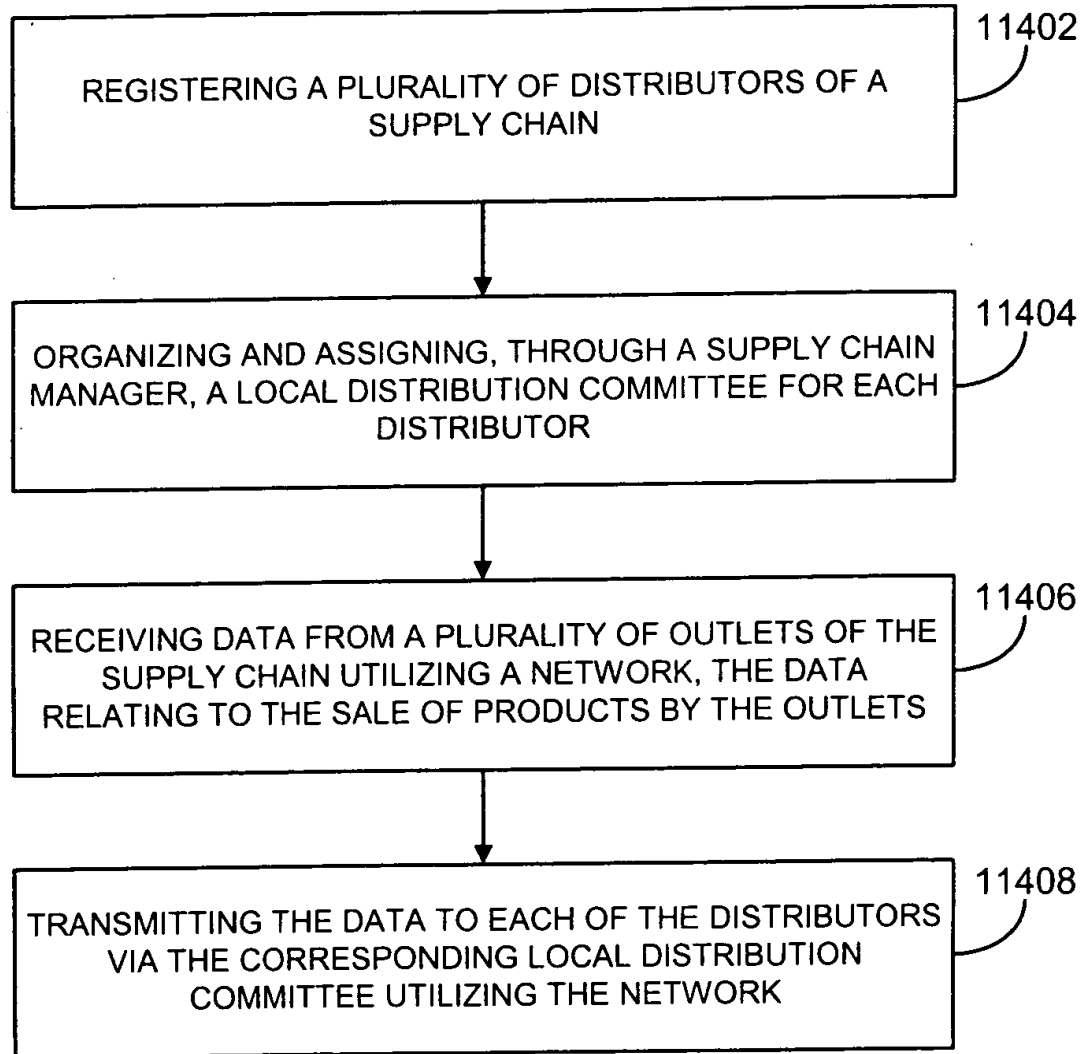 11402
REGISTERING A PLURALITY OF DISTRIBUTORS OF A
SUPPLY CHAIN
11404
ORGANIZING AND ASSIGNING, THROUGH A SUPPLY CHAIN
MANAGER, A LOCAL DISTRIBUTION COMMITTEE FOR EACH
DISTRIBUTOR
11406
RECEIVING DATA FROM A PLURALITY OF OUTLETS OF THE
SUPPLY CHAIN UTILIZING A NETWORK, THE DATA
RELATING TO THE SALE OF PRODUCTS BY THE OUTLETS
11408
TRANSMITTING THE DATA TO EACH OF THE DISTRIBUTORS
VIA THE CORRESPONDING LOCAL DISTRIBUTION
COMMITTEE UTILIZING THE NETWORK